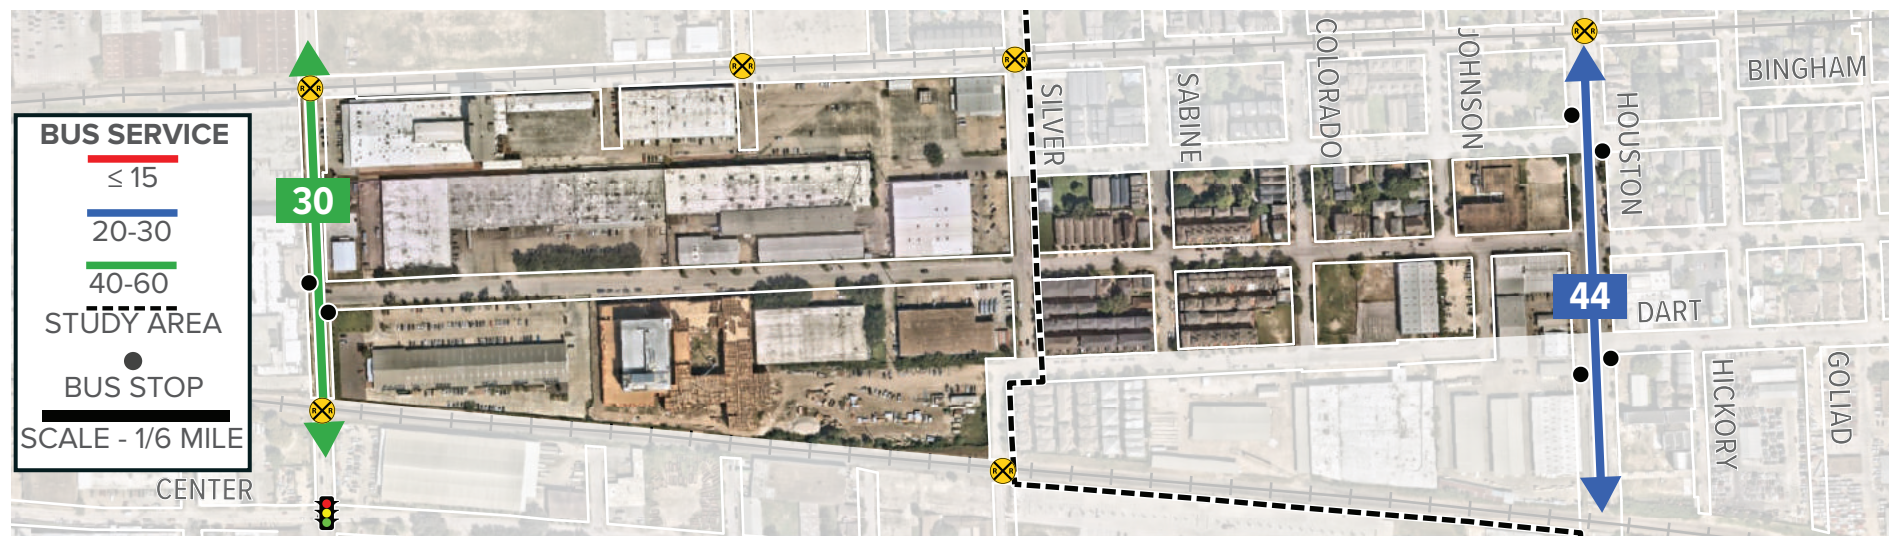 BUS SERVICE
≤ 15
20-30
40-60
STUDY AREA
BUS STOP
SCALE - 1/6 MILE
CENTER
30
SILVER
SABINE
COLORADO
JOHNSON
HOUSTON
BINGHAM
44
DART
HICKORY
GOLIAD
R R
R R
R R
R R
R R
R R